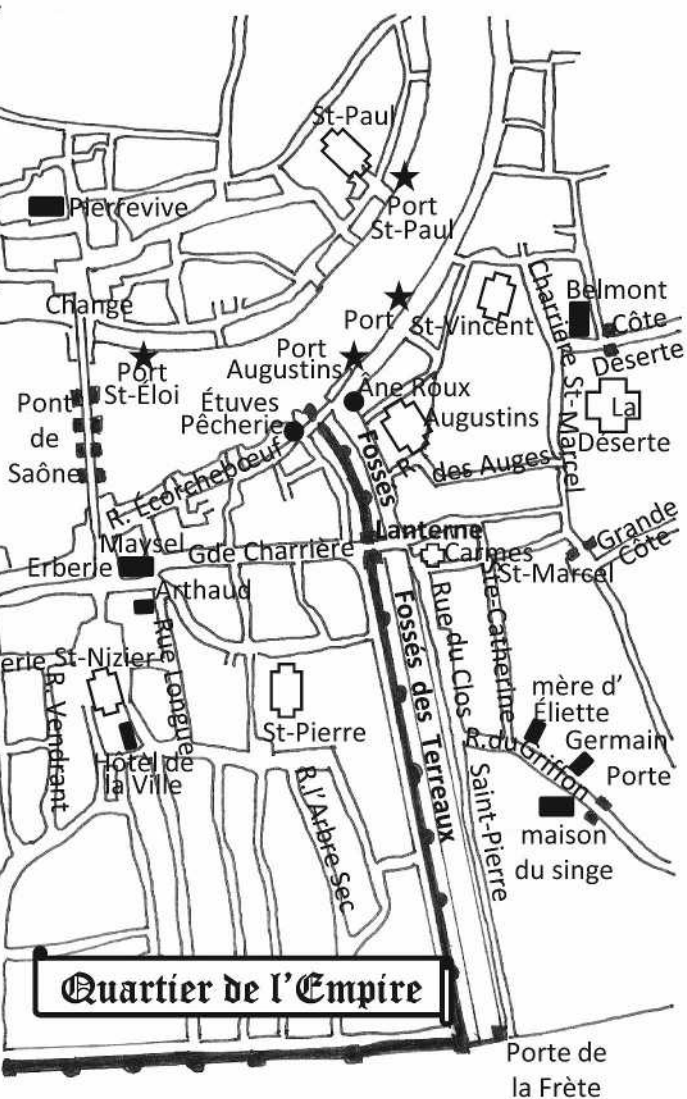 St-Paul
Pierrevive
Port
St-Paul
Change
Belmont
Côte
Port St-Vincent
Charrière St-Marcel
Déserte
Port
St-Éloi
Port
Augustins
Âne Roux
Pont
de
Saône
Étuves
Pêcherie
Augustins
La
Déserte
Fossés
R. des Auges
R. Écorchebœuf
Lanterne
Grande
Côte
Maysel
Gde Charrière
Carmes
Erberie
St-Marcel
Arthaud
Ste-Catherine
Rue du Clos
Fossés des Terreaux
Rue Longue
erie St-Nizier
R. Vendrant
St-Pierre
mère d'
Éliette
R.du Griffon
Germain
Hôtel de
la Ville
Porte
Saint-Pierre
R.l'Arbre Sec
maison
du singe
Quartier de l'Empire
Porte de
la Frète